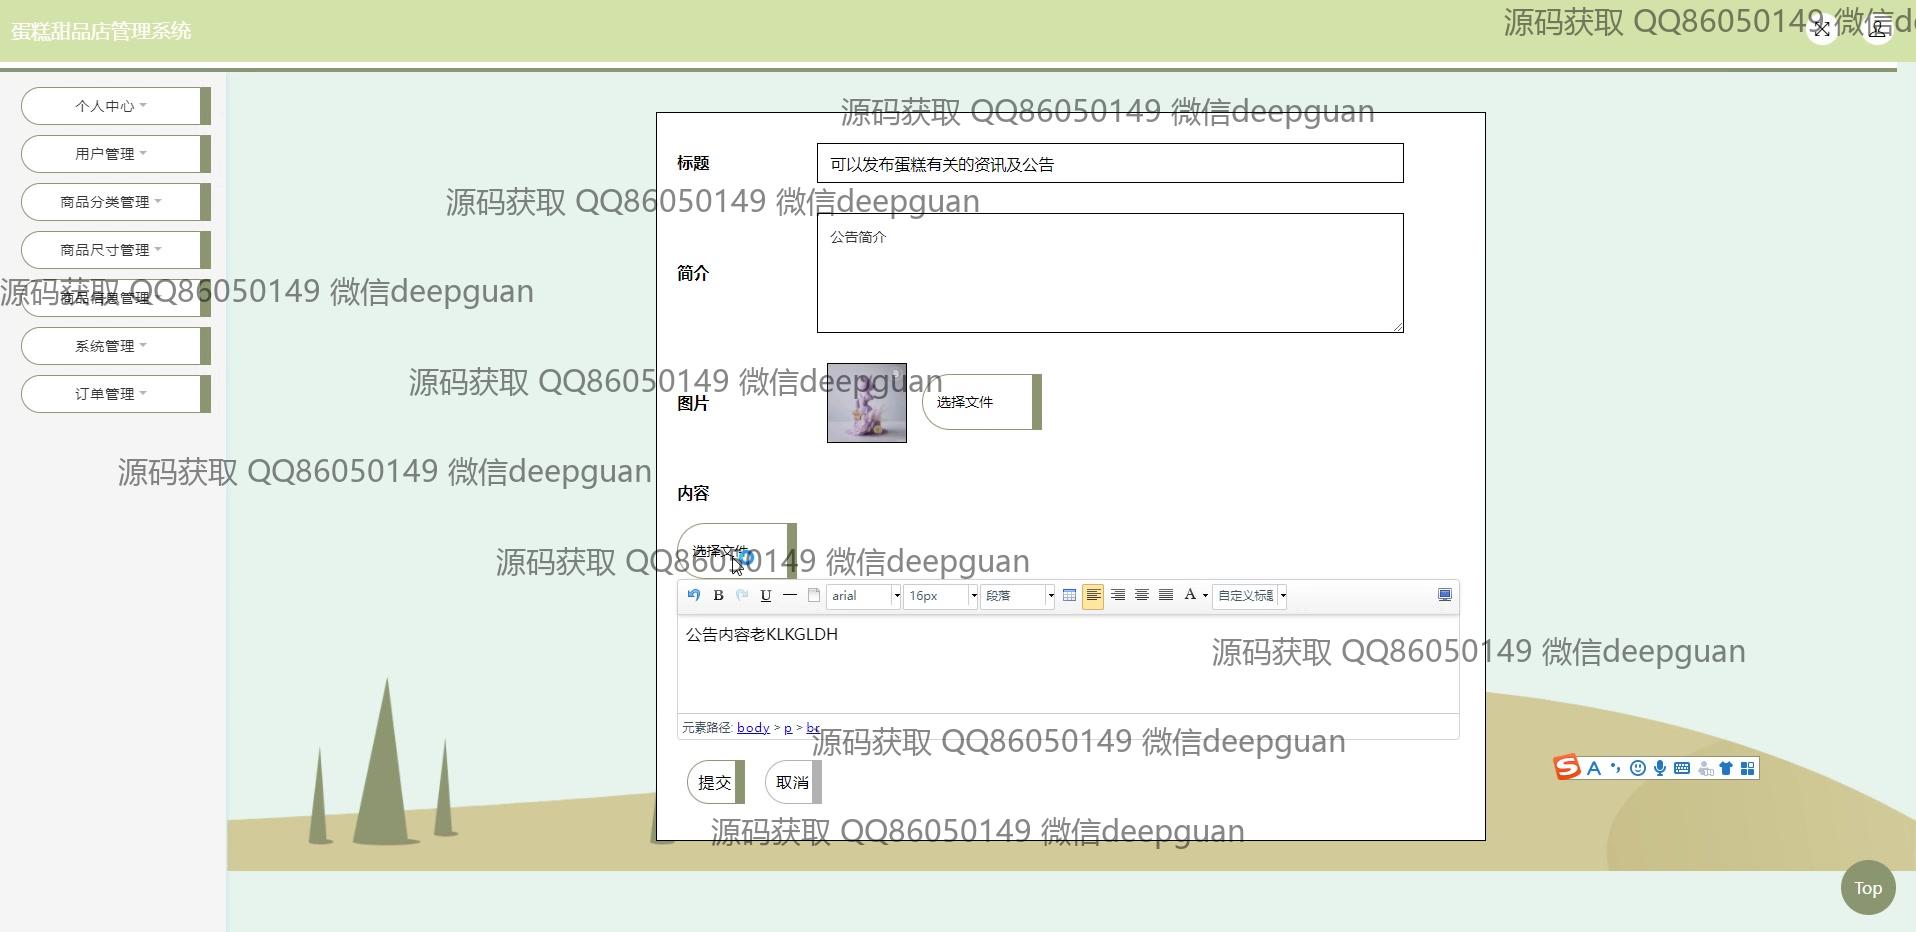 蛋糕甜品店管理系统
源码获取 QQ86050149 微信d
个人中心
用户管理
商品分类管理
商品尺寸管理
商品信息管理
系统管理
订单管理
源码获取 QQ86050149 微信deepguan
标题
可以发布蛋糕有关的资讯及公告
源码获取 QQ86050149 微信deepguan
简介
公告简介
源码获取 QQ86050149 微信deepguan
源码获取 QQ86050149 微信deepguan
图片
选择文件
源码获取 QQ86050149 微信deepguan
内容
选择文件
源码获取 QQ86050149 微信deepguan
B U arial 16px 段落 A 自定义标题
公告内容老KLKGLDH
源码获取 QQ86050149 微信deepguan
元素路径: body > p > br
源码获取 QQ86050149 微信deepguan
提交 取消
源码获取 QQ86050149 微信deepguan
S A
Top